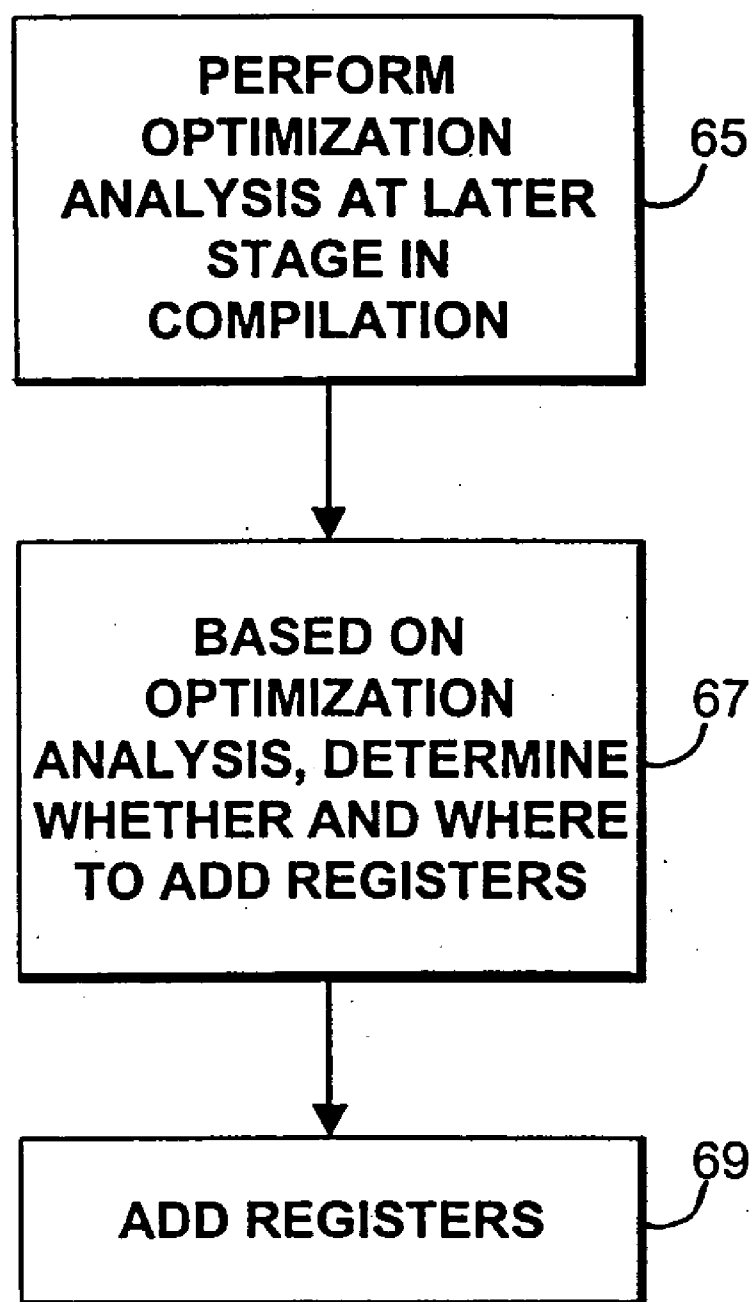 PERFORM
OPTIMIZATION
ANALYSIS AT LATER
STAGE IN
COMPILATION
65
BASED ON
OPTIMIZATION
ANALYSIS, DETERMINE
WHETHER AND WHERE
TO ADD REGISTERS
67
ADD REGISTERS
69